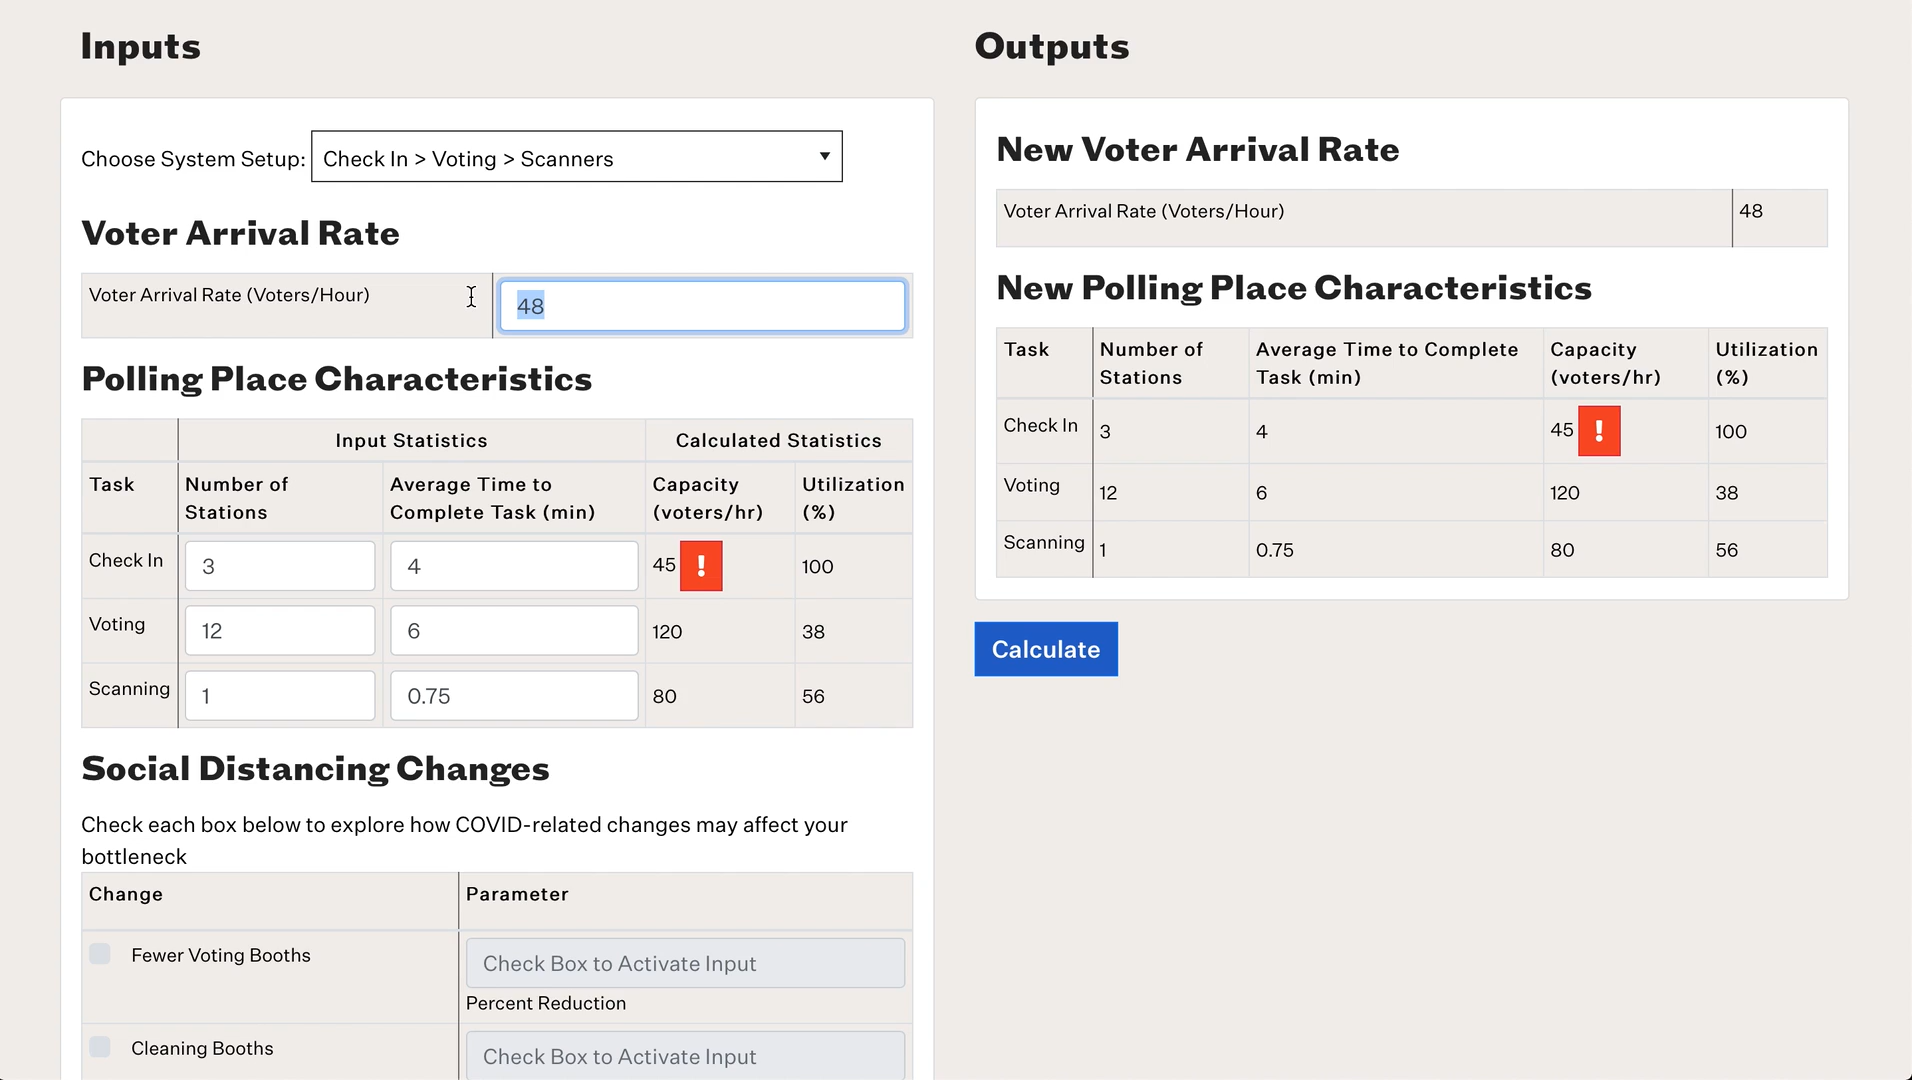 Inputs
Choose System Setup: Check In > Voting > Scanners
Voter Arrival Rate
Voter Arrival Rate (Voters/Hour) 48
Polling Place Characteristics
Input Statistics Calculated Statistics
Task Number of Stations Average Time to Complete Task (min) Capacity (voters/hr) Utilization (%)
Check In 3 4 45 ! 100
Voting 12 6 120 38
Scanning 1 0.75 80 56
Social Distancing Changes
Check each box below to explore how COVID-related changes may affect your
bottleneck
Change Parameter
Fewer Voting Booths Check Box to Activate Input
Percent Reduction
Cleaning Booths Check Box to Activate Input
Outputs
New Voter Arrival Rate
Voter Arrival Rate (Voters/Hour) 48
New Polling Place Characteristics
Task Number of Stations Average Time to Complete Task (min) Capacity (voters/hr) Utilization (%)
Check In 3 4 45 ! 100
Voting 12 6 120 38
Scanning 1 0.75 80 56
Calculate